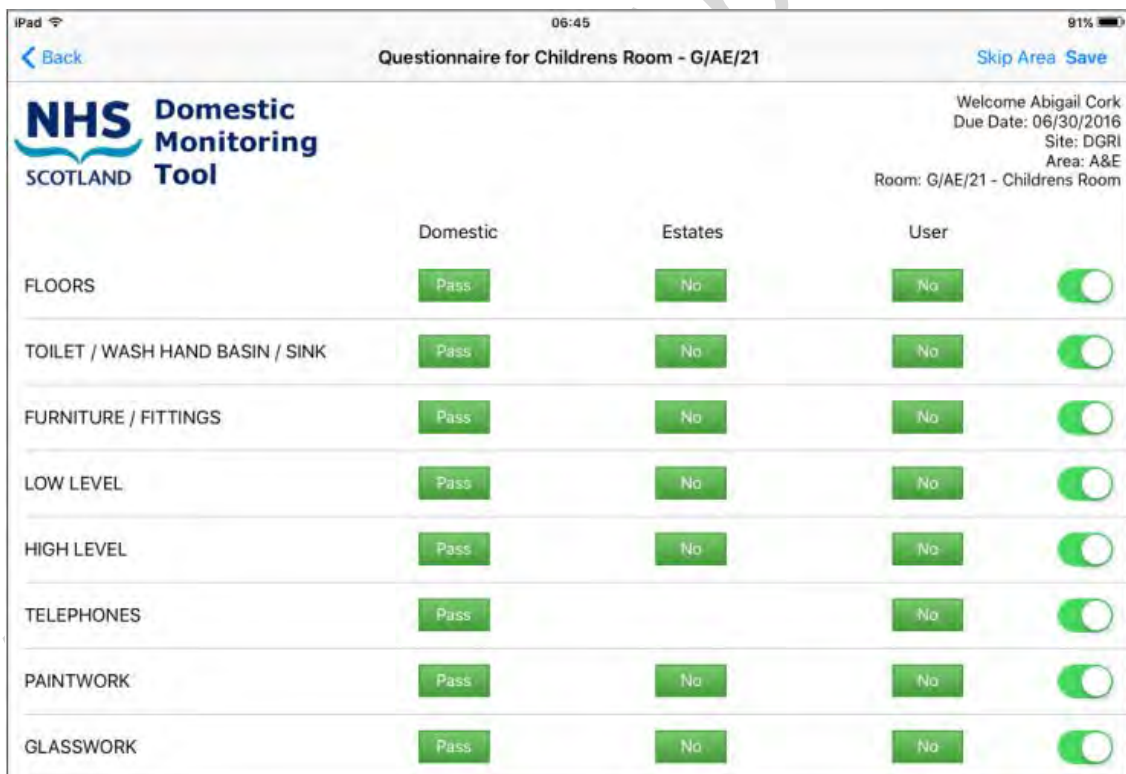 iPad 06:45 91%
Back Questionnaire for Childrens Room - G/AE/21 Skip Area Save
NHS
SCOTLAND
Domestic
Monitoring
Tool
Welcome Abigail Cork
Due Date: 06/30/2016
Site: DGRI
Area: A&E
Room: G/AE/21 - Childrens Room
Domestic Estates User
FLOORS Pass No No
TOILET / WASH HAND BASIN / SINK Pass No No
FURNITURE / FITTINGS Pass No No
LOW LEVEL Pass No No
HIGH LEVEL Pass No No
TELEPHONES Pass No
PAINTWORK Pass No No
GLASSWORK Pass No No